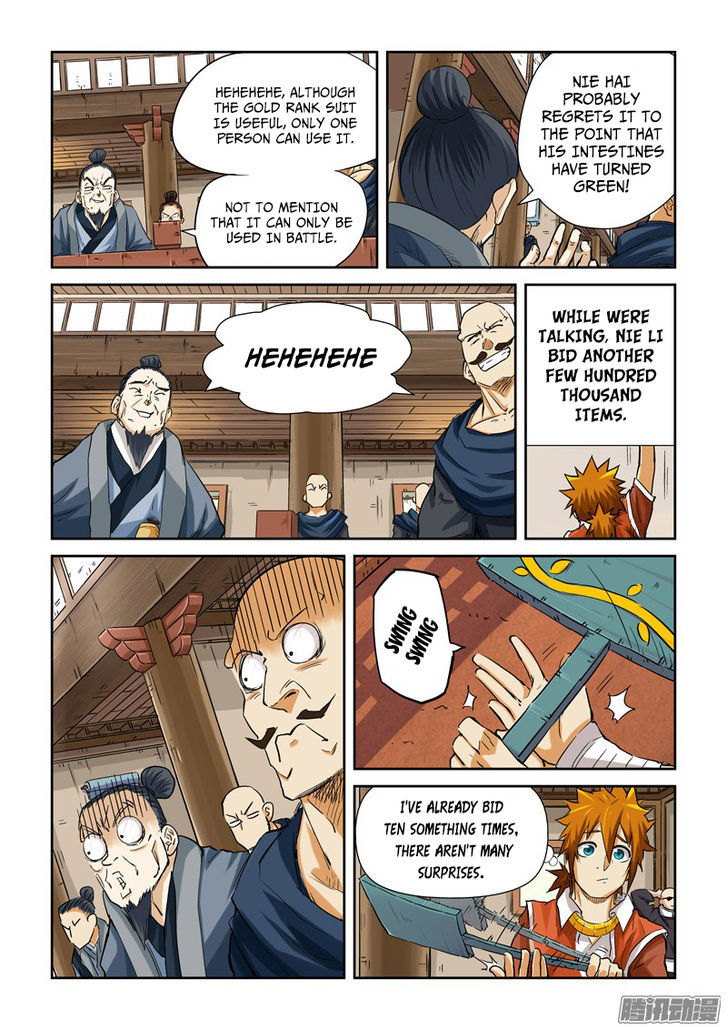 HEHEHEHE, ALTHOUGH
THE GOLD RANK SUIT
IS USEFUL, ONLY ONE
PERSON CAN USE IT.
NOT TO MENTION
THAT IT CAN ONLY BE
USED IN BATTLE.
NIE HAI
PROBABLY
REGRETS IT TO
THE POINT THAT
HIS INTESTINES
HAVE TURNED
GREEN!
HEHEHEHE
WHILE WERE
TALKING, NIE LI
BID ANOTHER
FEW HUNDRED
THOUSAND
ITEMS.
SWING
SWING
I'VE ALREADY BID
TEN SOMETHING TIMES,
THERE AREN'T MANY
SURPRISES.
腾讯动漫